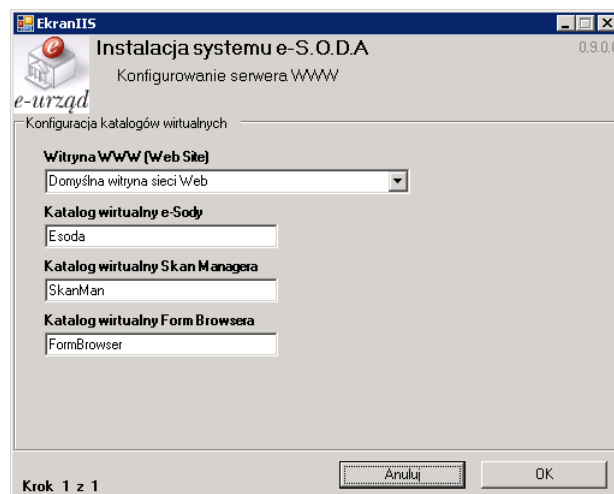 EkranIIS
Instalacja systemu e-S.O.D.A
0.9.0.0
Konfigurowanie serwera WWW
e-urząd
Konfiguracja katalogów wirtualnych
Witryna WWW (Web Site)
Domyślna witryna sieci Web
Katalog wirtualny e-Sody
Esoda
Katalog wirtualny Skan Managera
SkanMan
Katalog wirtualny Form Browsera
FormBrowser
Anuluj
OK
Krok 1 z 1